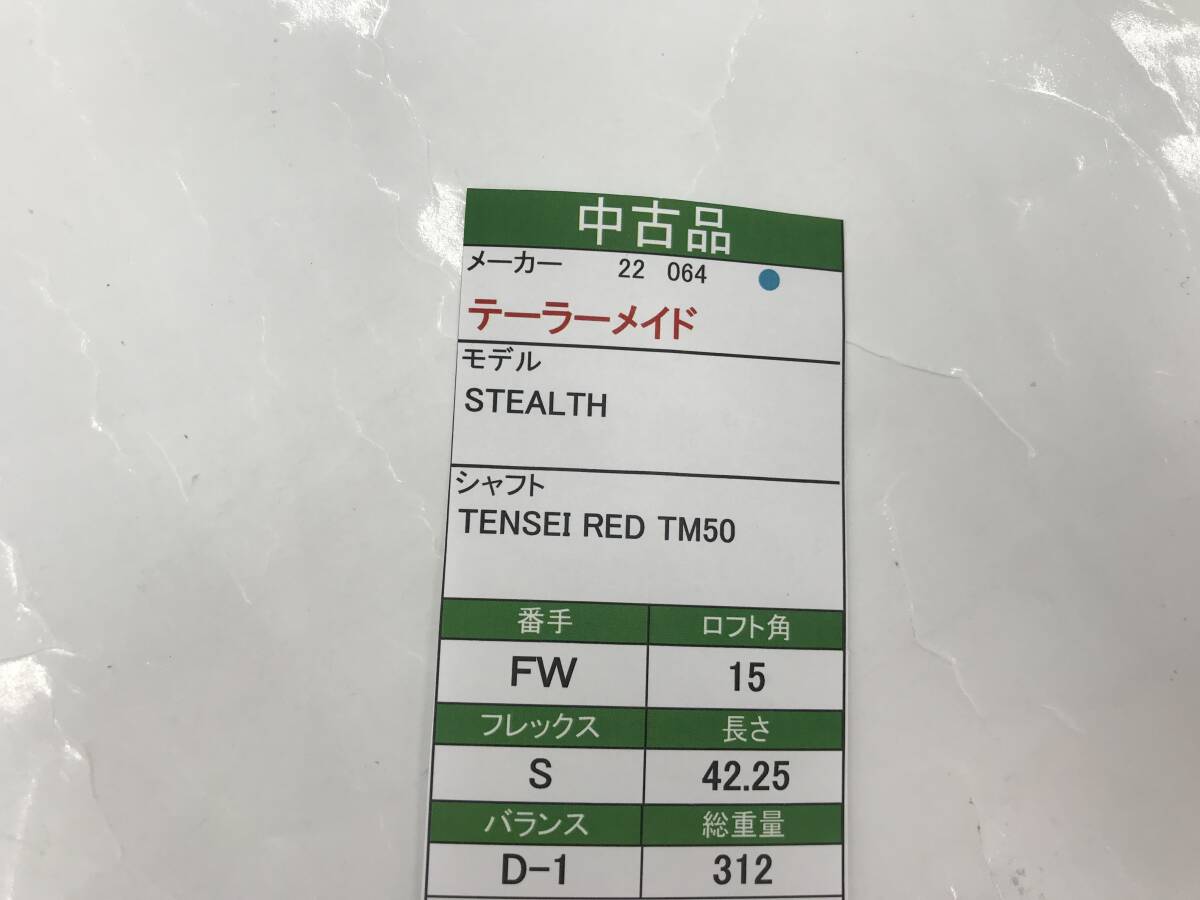 中古品
メーカー 22 064
テーラーメイド
モデル
STEALTH
シャフト
TENSEI RED TM50
番手 ロフト角
FW 15
フレックス 長さ
S 42.25
バランス 総重量
D-1 312